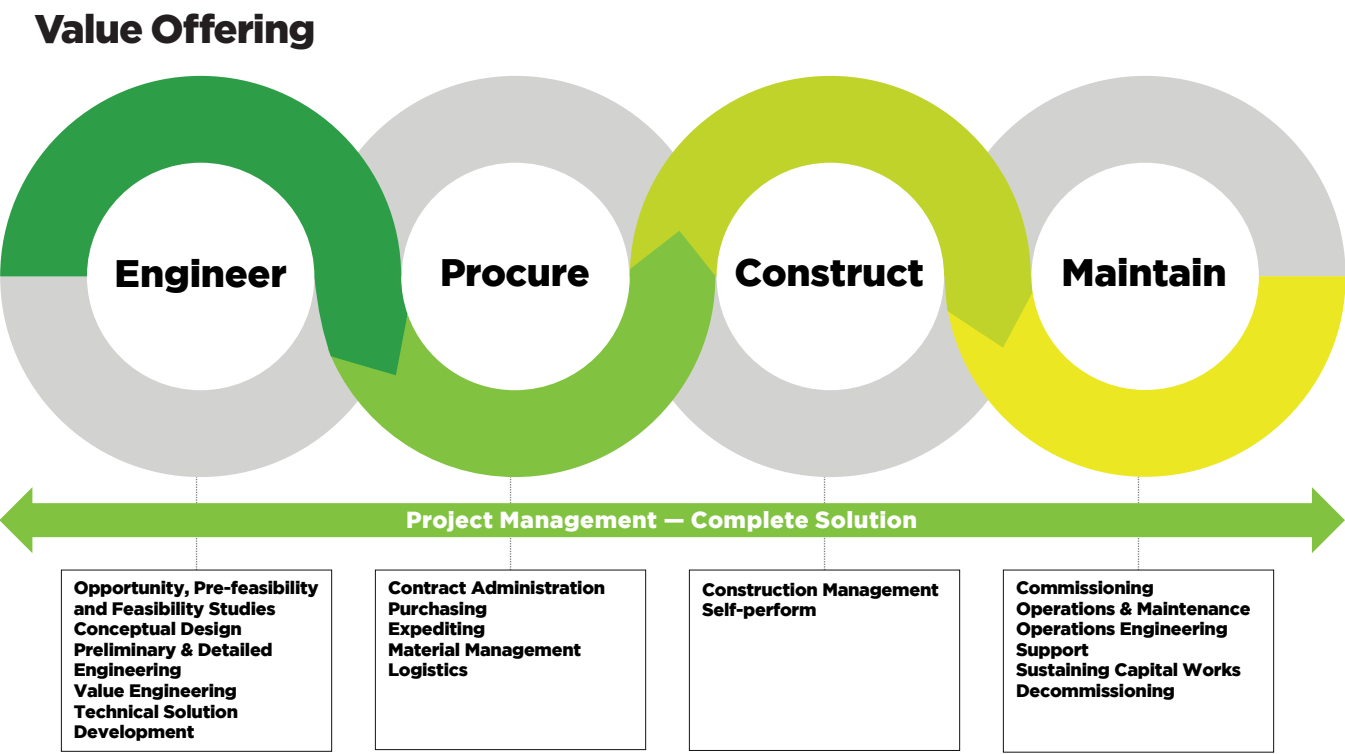 Value Offering
Engineer
Procure
Construct
Maintain
Project Management — Complete Solution
Opportunity, Pre-feasibility
and Feasibility Studies
Conceptual Design
Preliminary & Detailed
Engineering
Value Engineering
Technical Solution
Development
Contract Administration
Purchasing
Expediting
Material Management
Logistics
Construction Management
Self-perform
Commissioning
Operations & Maintenance
Operations Engineering
Support
Sustaining Capital Works
Decommissioning